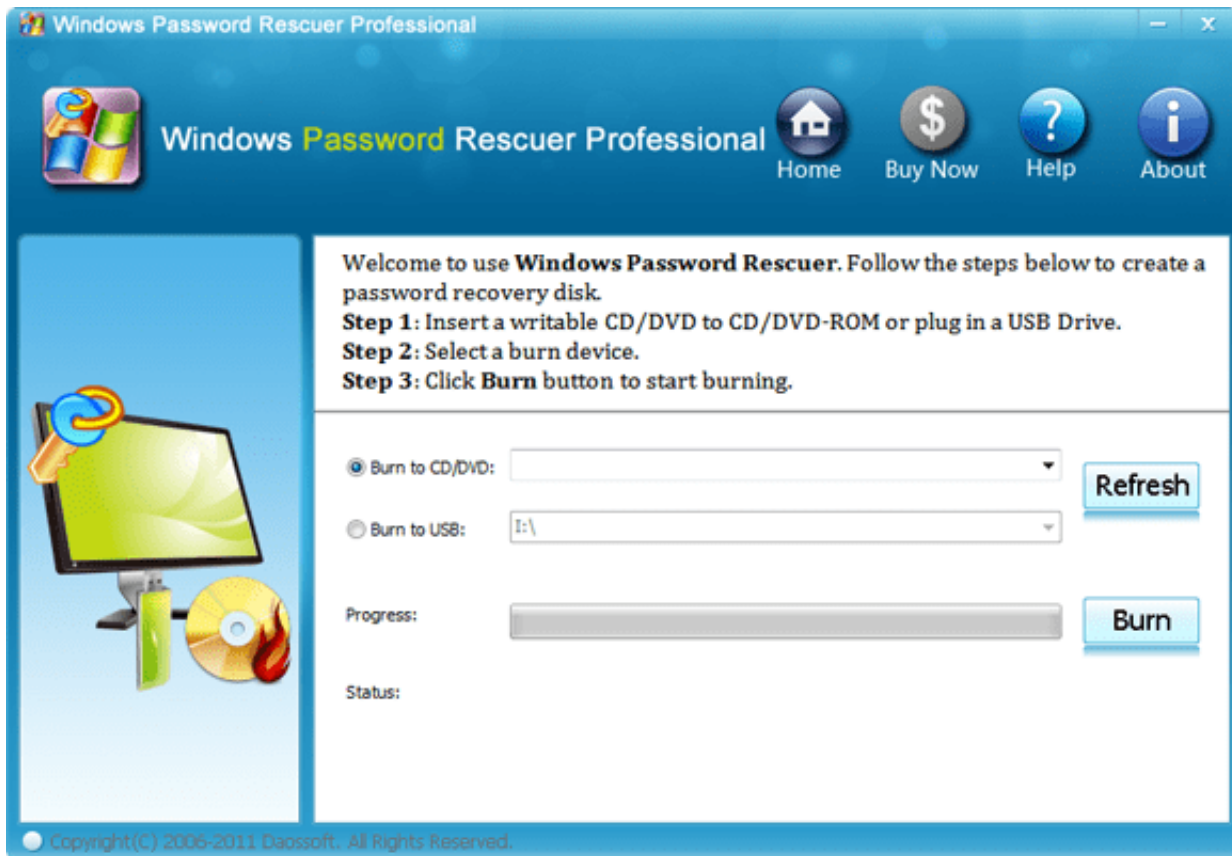 Windows Password Rescuer Professional
Windows Password Rescuer Professional
Home
Buy Now
Help
About
Welcome to use Windows Password Rescuer. Follow the steps below to create a
password recovery disk.
Step 1: Insert a writable CD/DVD to CD/DVD-ROM or plug in a USB Drive.
Step 2: Select a burn device.
Step 3: Click Burn button to start burning.
Burn to CD/DVD:
Refresh
Burn to USB: I:\
Progress:
Burn
Status:
Copyright(C) 2006-2011 Daossoft. All Rights Reserved.